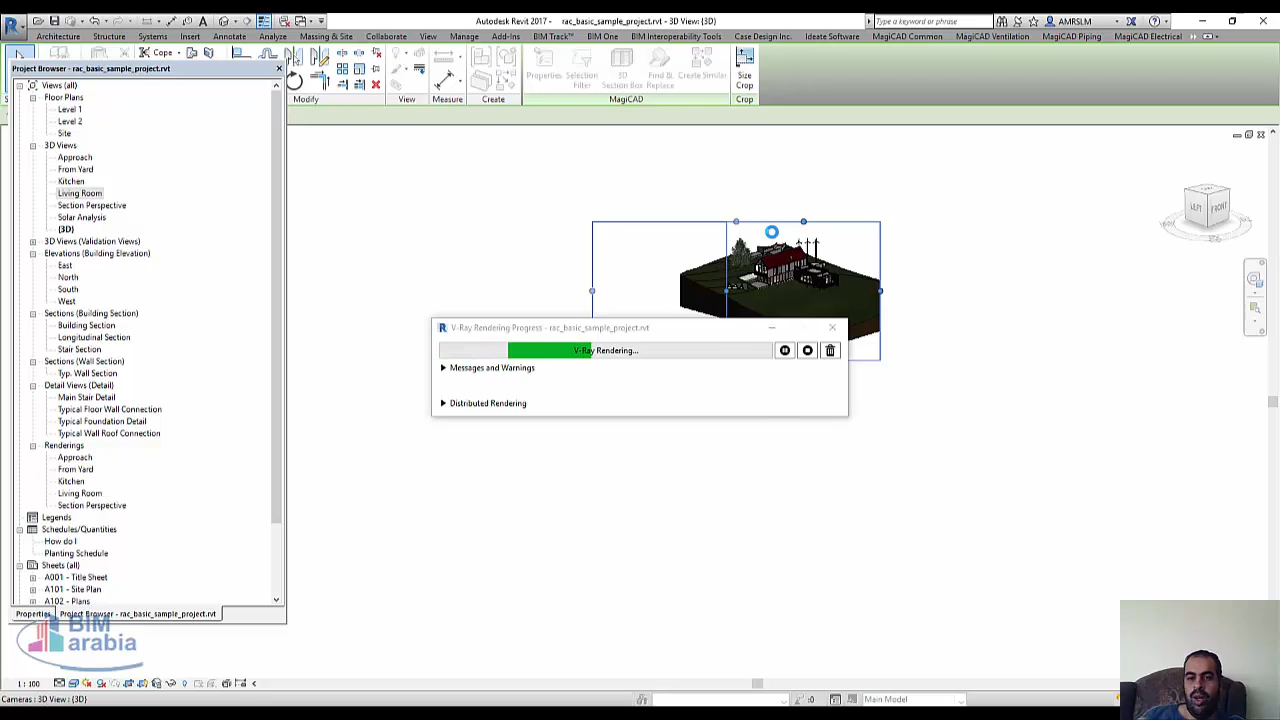 Autodesk Revit 2017 - rac_basic_sample_project.rvt - 3D View: {3D}
Type a keyword or phrase
AMRSLM
Architecture Structure Systems Insert Annotate Analyze Massing & Site Collaborate View Manage Add-Ins BIM Track™ BIM One BIM Interoperability Tools Case Design Inc. Ideate Software MagiCAD Common MagiCAD Ventilation MagiCAD Piping MagiCAD Electrical
Cope
Properties
Selection Filter
3D Section Box
Find & Replace
Create Similar
Size Crop
Modify View Measure Create MagiCAD Crop
Project Browser - rac_basic_sample_project.rvt
Views (all)
Floor Plans
Level 1
Level 2
Site
3D Views
Approach
From Yard
Kitchen
Living Room
Section Perspective
Solar Analysis
{3D}
3D Views (Validation Views)
Elevations (Building Elevation)
East
North
South
West
Sections (Building Section)
Building Section
Longitudinal Section
Stair Section
Sections (Wall Section)
Typ. Wall Section
Detail Views (Detail)
Main Stair Detail
Typical Floor Wall Connection
Typical Foundation Detail
Typical Wall Roof Connection
Renderings
Approach
From Yard
Kitchen
Living Room
Section Perspective
Legends
Schedules/Quantities
How do I
Planting Schedule
Sheets (all)
A001 - Title Sheet
A101 - Site Plan
A102 - Plans
Properties
Project Browser - rac_basic_sample_project.rvt
LEFT
FRONT
V-Ray Rendering Progress - rac_basic_sample_project.rvt
V-Ray Rendering...
Messages and Warnings
Distributed Rendering
BIM
arabia
1 : 100
Cameras : 3D View : {3D}
:0
Main Model